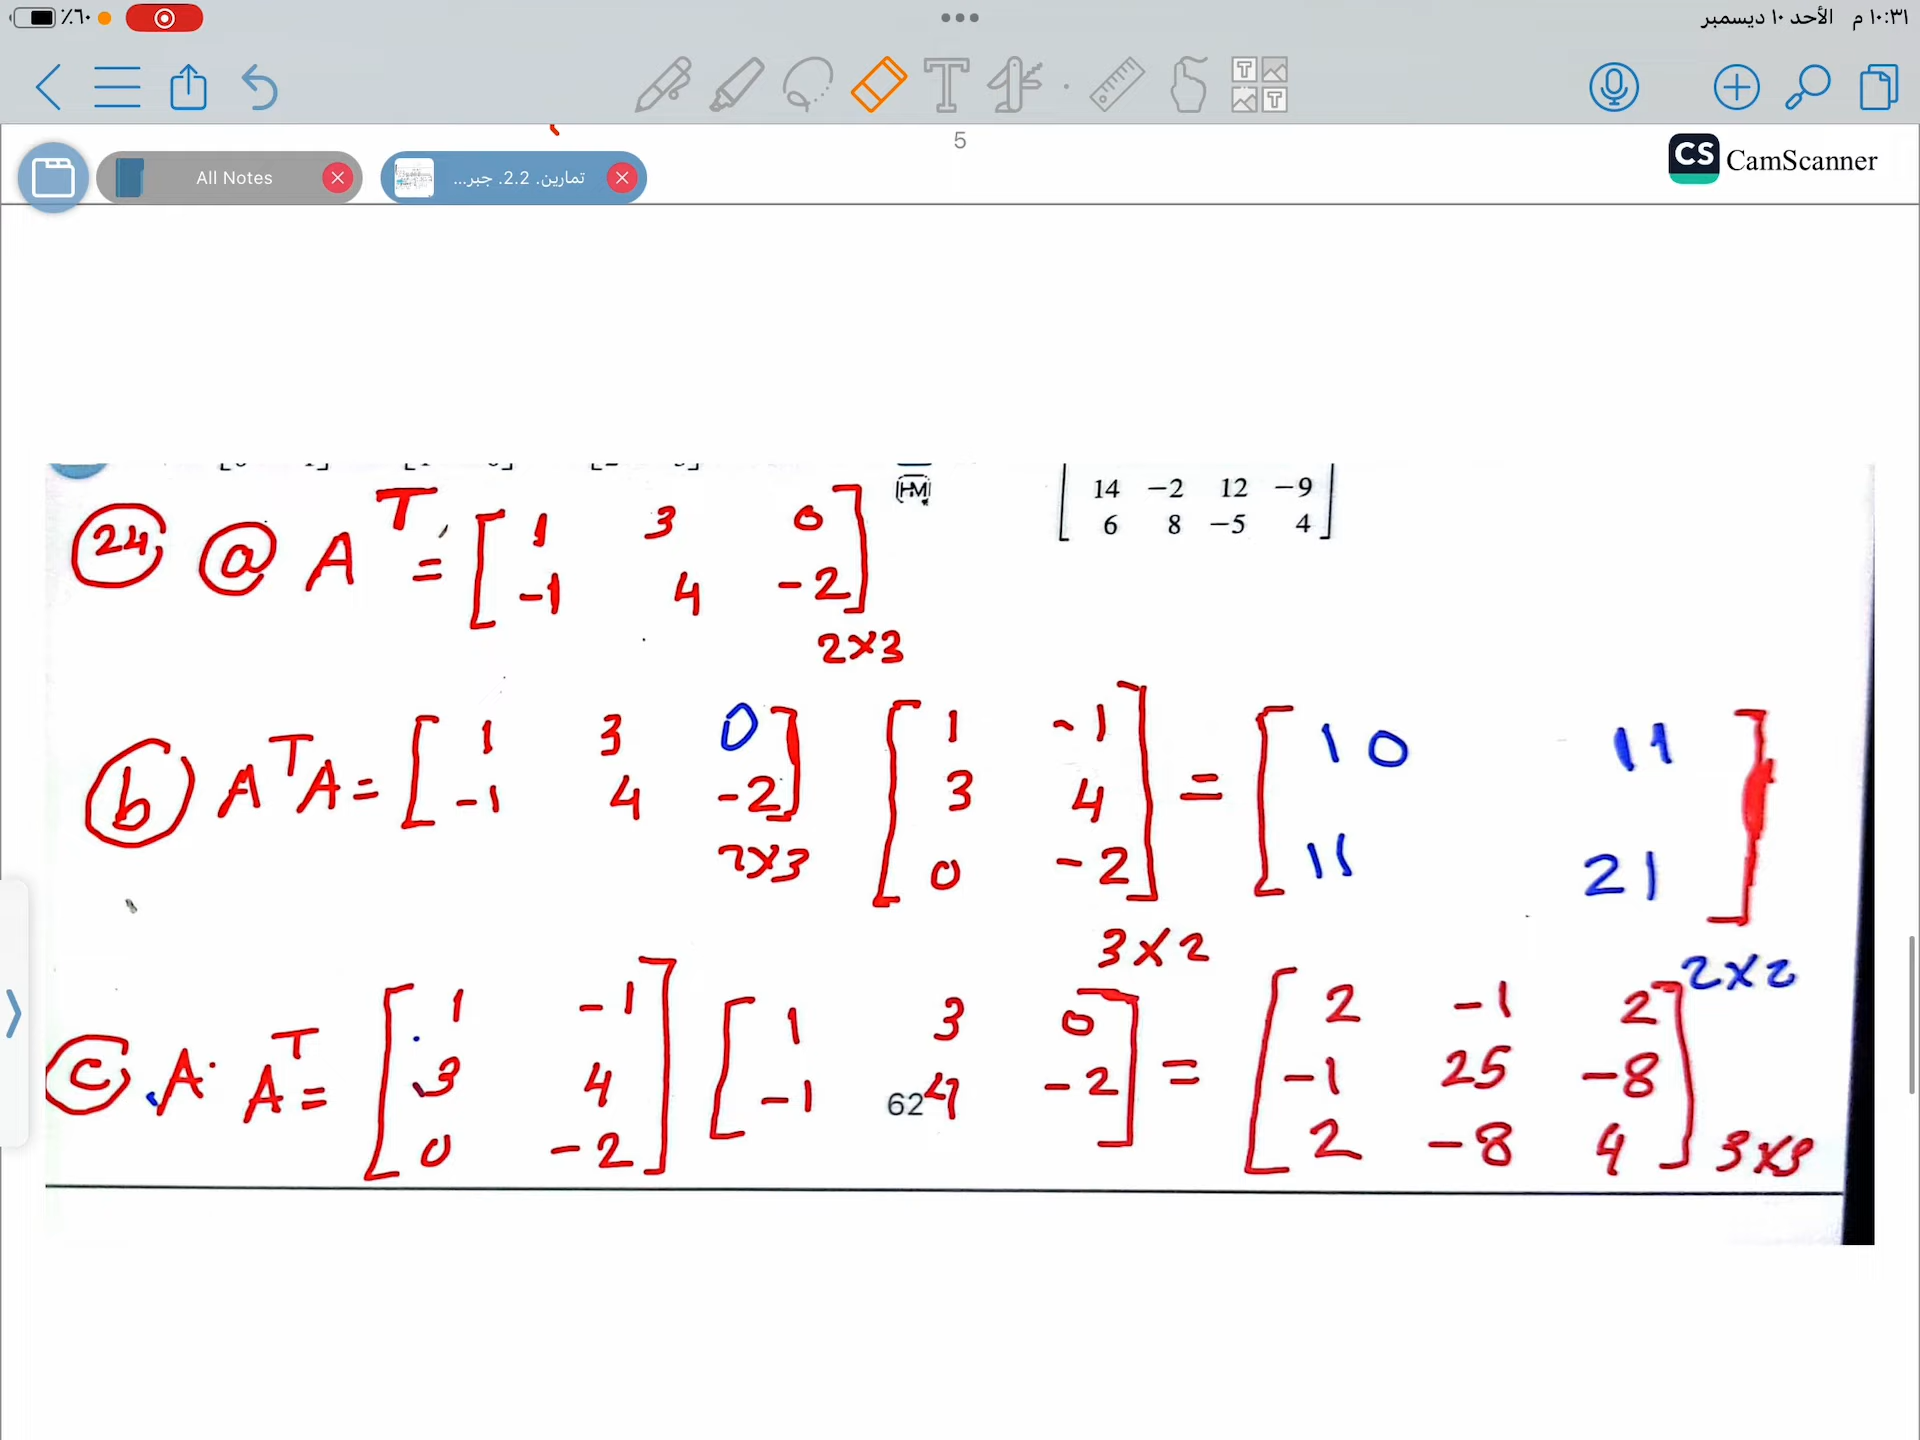 ٪٦٠ ••• ١٠:٣١ م الأحد ١٠ ديسمبر
5
All Notes تمارين. 2.2. جبر...
CS CamScanner
HM
14 −2 12 −9
6 8 −5 4
24 a A^T = [ 1 3 0
-1 4 -2 ]
2×3
b A^T A = [ 1 3 0 ] [ 1 -1 ] = [ 10 11 ]
-1 4 -2 3 4
0 -2 11 21
2×3 3×2 2×2
c A. A^T = [ 1 -1 ] [ 1 3 0 ] = [ 2 -1 2 ]
3 4 -1 4 -2 -1 25 -8
0 -2 2 -8 4 3×3
62